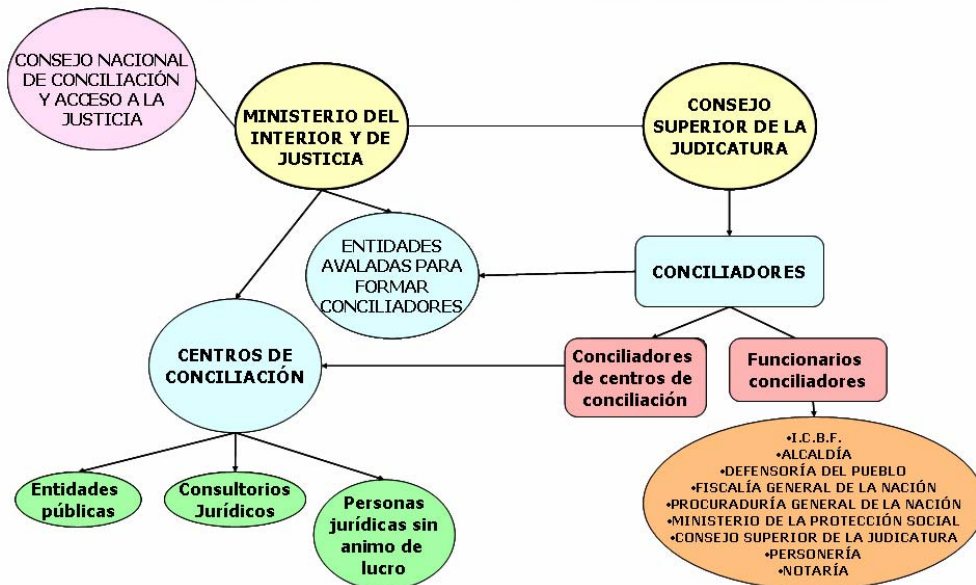 CONSEJO NACIONAL
DE CONCILIACIÓN
Y ACCESO A LA
JUSTICIA
MINISTERIO DEL
INTERIOR Y DE
JUSTICIA
CONSEJO
SUPERIOR DE LA
JUDICATURA
ENTIDADES
AVALADAS PARA
FORMAR
CONCILIADORES
CONCILIADORES
CENTROS DE
CONCILIACIÓN
Conciliadores
de centros de
conciliación
Funcionarios
conciliadores
Entidades
públicas
Consultorios
Jurídicos
Personas
jurídicas sin
animo de
lucro
•I.C.B.F.
•ALCALDÍA
•DEFENSORÍA DEL PUEBLO
•FISCALÍA GENERAL DE LA NACIÓN
•PROCURADURÍA GENERAL DE LA NACIÓN
•MINISTERIO DE LA PROTECCIÓN SOCIAL
•CONSEJO SUPERIOR DE LA JUDICATURA
•PERSONERÍA
•NOTARÍA